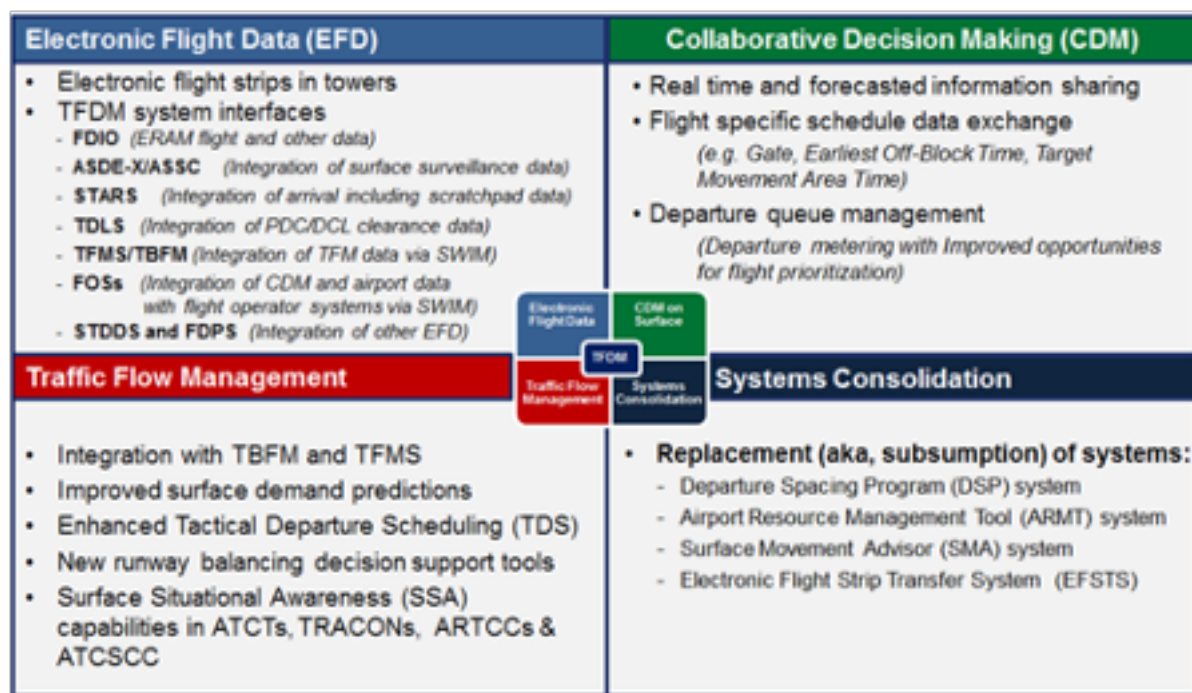 Electronic Flight Data (EFD)
• Electronic flight strips in towers
• TFDM system interfaces
- FDIO (ERAM flight and other data)
- ASDE-X/ASSC (Integration of surface surveillance data)
- STARS (Integration of arrival including scratchpad data)
- TDLS (Integration of PDC/DCL clearance data)
- TFMS/TBFM (Integration of TFM data via SWIM)
- FOSs (Integration of CDM and airport data
with flight operator systems via SWIM)
- STDDS and FDPS (Integration of other EFD)
Collaborative Decision Making (CDM)
• Real time and forecasted information sharing
• Flight specific schedule data exchange
(e.g. Gate, Earliest Off-Block Time, Target
Movement Area Time)
• Departure queue management
(Departure metering with Improved opportunities
for flight prioritization)
Electronic
Flight Data
CDM on
Surface
TFDM
Traffic Flow
Management
Systems
Consolidation
Traffic Flow Management
• Integration with TBFM and TFMS
• Improved surface demand predictions
• Enhanced Tactical Departure Scheduling (TDS)
• New runway balancing decision support tools
• Surface Situational Awareness (SSA)
capabilities in ATCTs, TRACONs, ARTCCs &
ATCSCC
Systems Consolidation
• Replacement (aka, subsumption) of systems:
- Departure Spacing Program (DSP) system
- Airport Resource Management Tool (ARMT) system
- Surface Movement Advisor (SMA) system
- Electronic Flight Strip Transfer System (EFSTS)